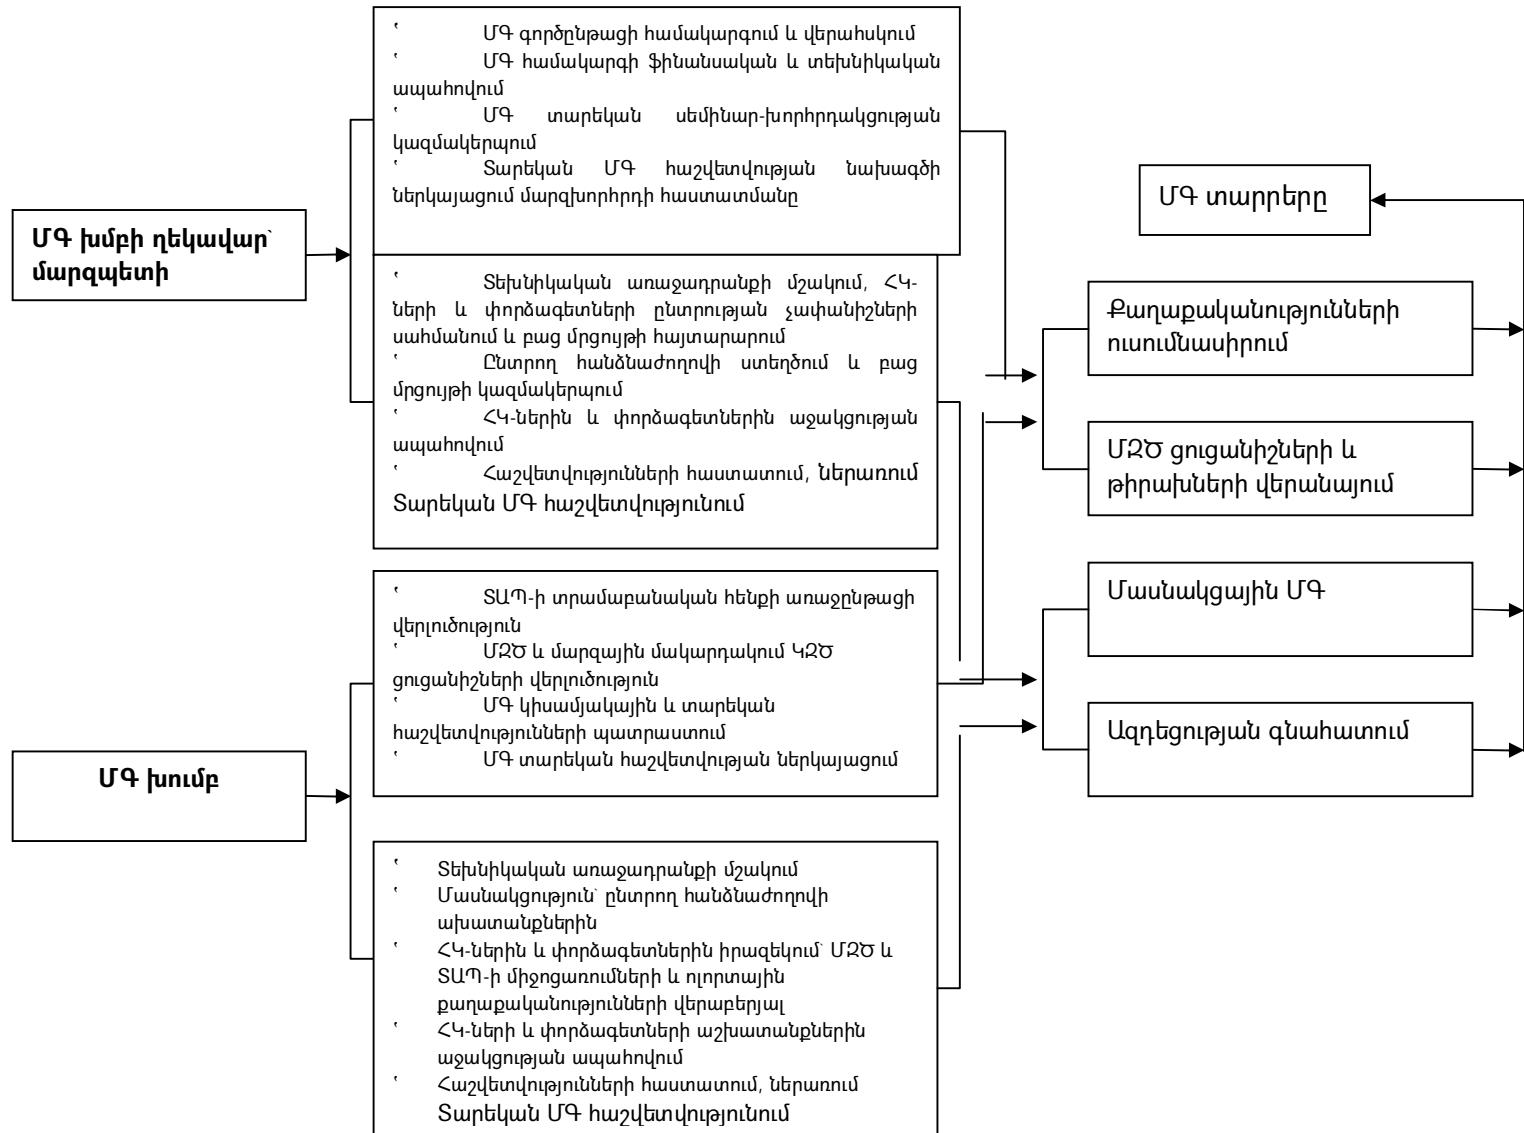 ՝ ՄԳ գործընթացի համակարգում և վերահսկում
՝ ՄԳ համակարգի ֆինանսական և տեխնիկական
ապահովում
՝ ՄԳ տարեկան սեմինար-խորհրդակցության
կազմակերպում
՝ Տարեկան ՄԳ հաշվետվության նախագծի
ներկայացում մարզխորհրդի հաստատմանը
ՄԳ խմբի ղեկավար՝
մարզպետի
՝ Տեխնիկական առաջադրանքի մշակում, ՀԿ-
ների և փորձագետների ընտրության չափանիշների
սահմանում և բաց մրցույթի հայտարարում
՝ Ընտրող հանձնաժողովի ստեղծում և բաց
մրցույթի կազմակերպում
՝ ՀԿ-ներին և փորձագետներին աջակցության
ապահովում
՝ Հաշվետվությունների հաստատում, ներառում
Տարեկան ՄԳ հաշվետվությունում
՝ ՏԱՊ-ի տրամաբանական հենքի առաջընթացի
վերլուծություն
՝ ՄԶԾ և մարզային մակարդակում ԿԶԾ
ցուցանիշների վերլուծություն
՝ ՄԳ կիսամյակային և տարեկան
հաշվետվությունների պատրաստում
՝ ՄԳ տարեկան հաշվետվության ներկայացում
ՄԳ խումբ
՝ Տեխնիկական առաջադրանքի մշակում
՝ Մասնակցություն՝ ընտրող հանձնաժողովի
ախատանքներին
՝ ՀԿ-ներին և փորձագետներին իրազեկում՝ ՄԶԾ և
ՏԱՊ-ի միջոցառումների և ոլորտային
քաղաքականությունների վերաբերյալ
՝ ՀԿ-ների և փորձագետների աշխատանքներին
աջակցության ապահովում
՝ Հաշվետվությունների հաստատում, ներառում
Տարեկան ՄԳ հաշվետվությունում
ՄԳ տարրերը
Քաղաքականությունների
ուսումնասիրում
ՄԶԾ ցուցանիշների և
թիրախների վերանայում
Մասնակցային ՄԳ
Ազդեցության գնահատում